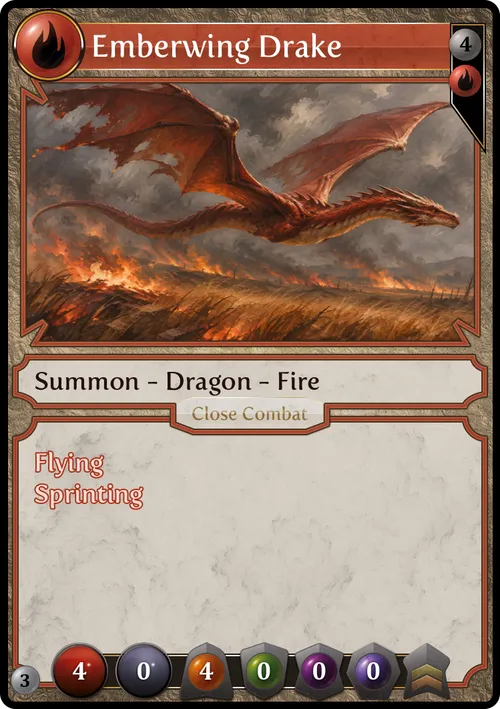 Emberwing Drake
4
Summon - Dragon - Fire
Close Combat
Flying
Sprinting
3
4* 0* 4 0 0 0